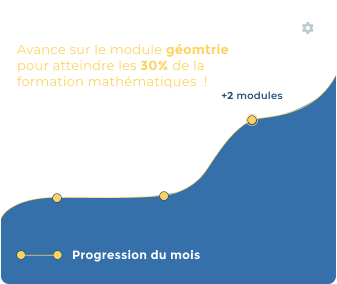 Avance sur le module géomtrie
pour atteindre les 30% de la
formation mathématiques !
+2 modules
Progression du mois